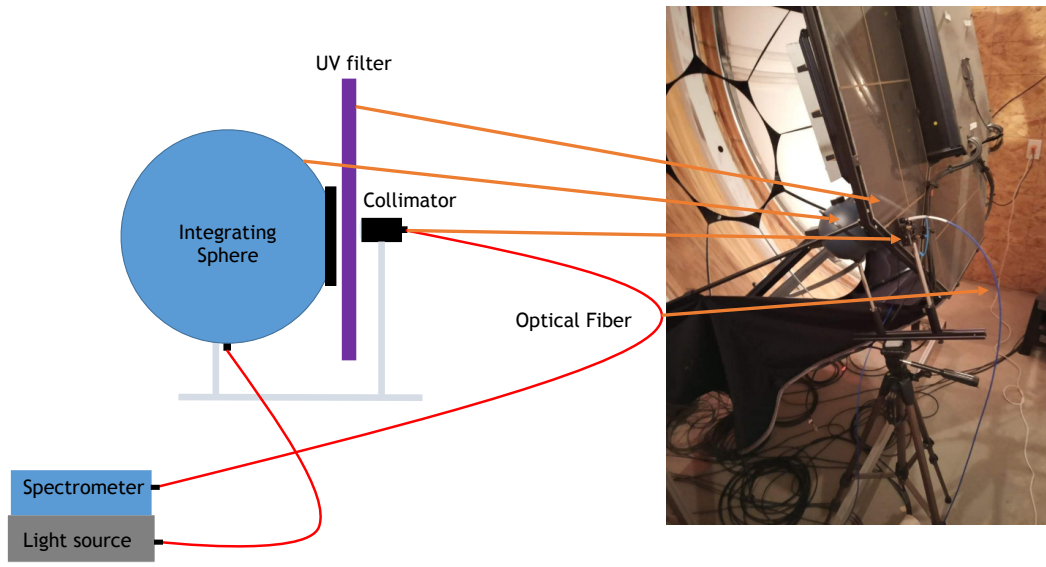 UV filter
Collimator
Integrating
Sphere
Optical Fiber
Spectrometer
Light source